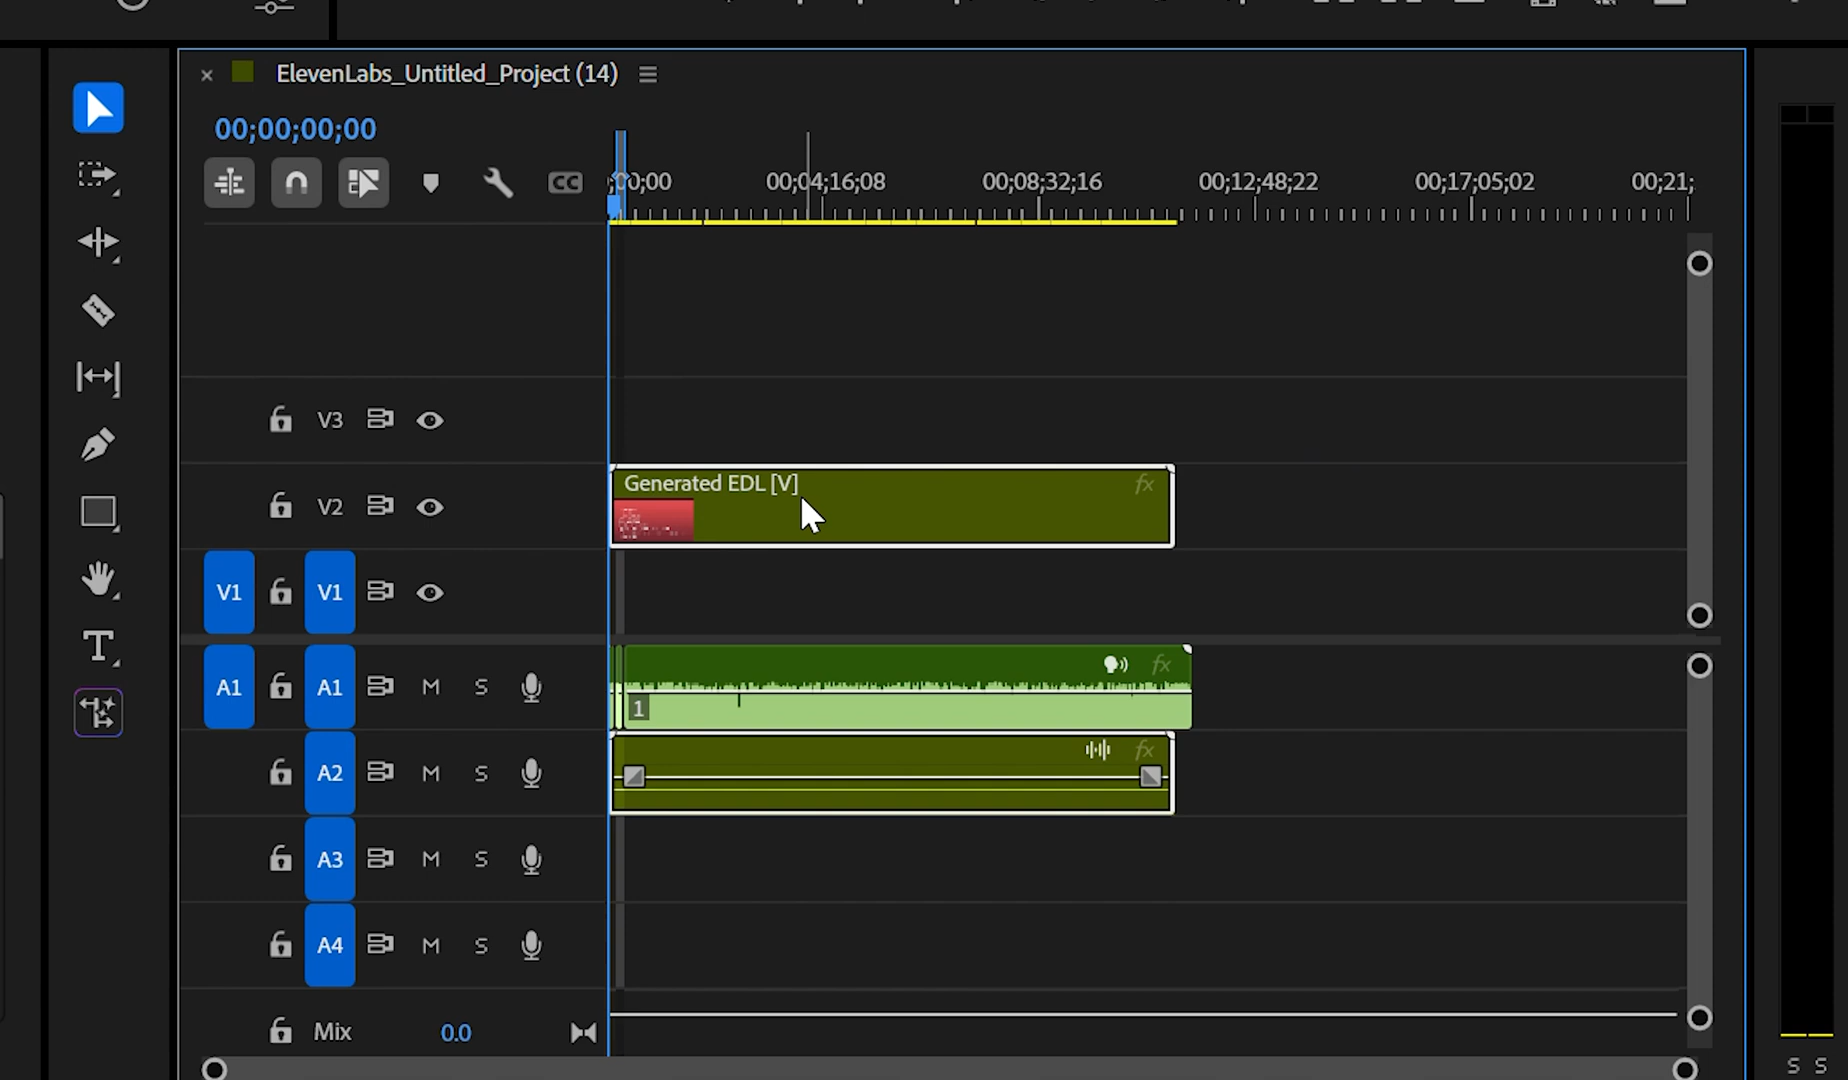 ElevenLabs_Untitled_Project (14)
00;00;00;00
CC
;00;00 00;04;16;08 00;08;32;16 00;12;48;22 00;17;05;02 00;21;
V3
Generated EDL [V] fx
V2
V1 V1
fx
A1 A1 M S
1
fx
A2 M S
A3 M S
A4 M S
Mix 0.0
S S